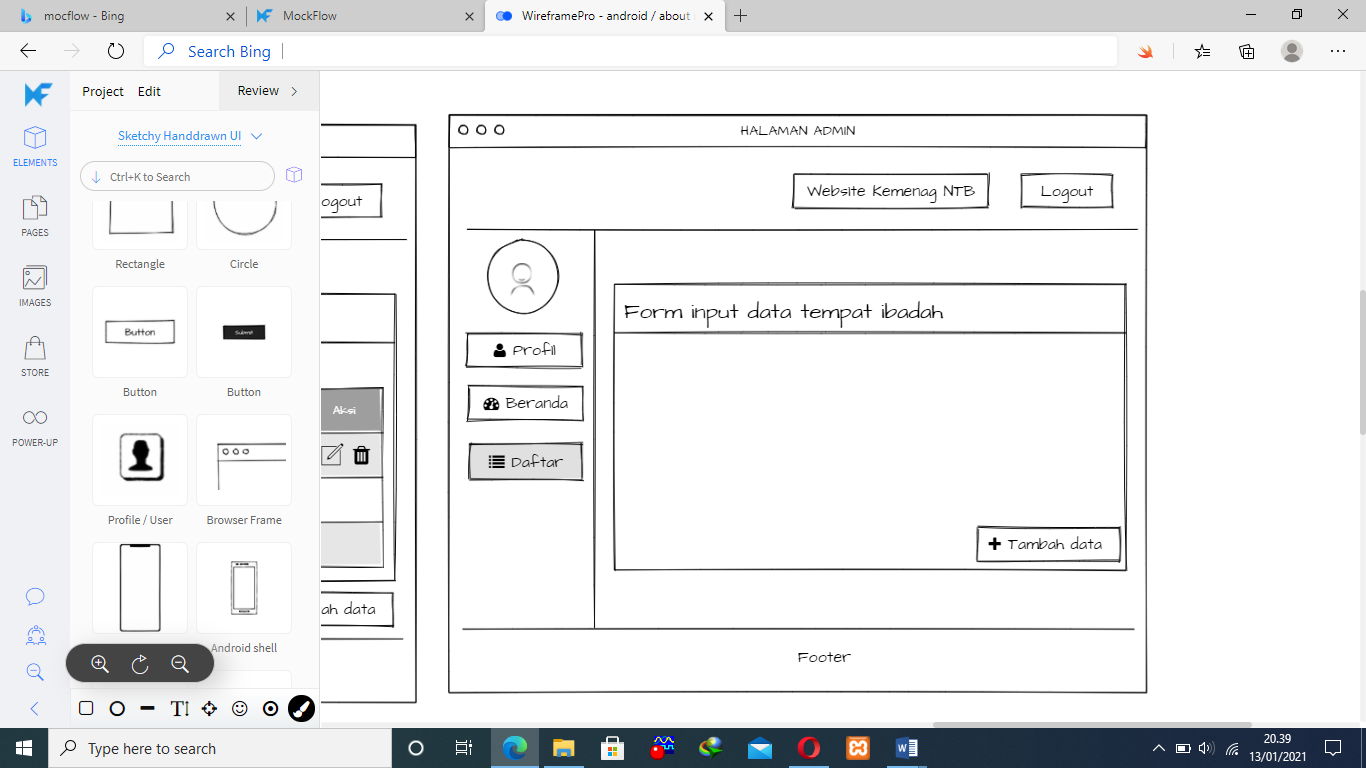 mocflow - Bing
MockFlow
WireframePro - android / about
Search Bing
Project Edit Review
Sketchy Handdrawn UI
Ctrl+K to Search
ELEMENTS
PAGES
IMAGES
STORE
POWER-UP
Rectangle Circle
Button Submit
Button Button
Profile / User Browser Frame
Android shell
ogout
Aksi
ah data
HALAMAN ADMIN
Website Kemenag NTB Logout
Profil
Beranda
Daftar
Form input data tempat ibadah
Tambah data
Footer
Type here to search
20.39
13/01/2021